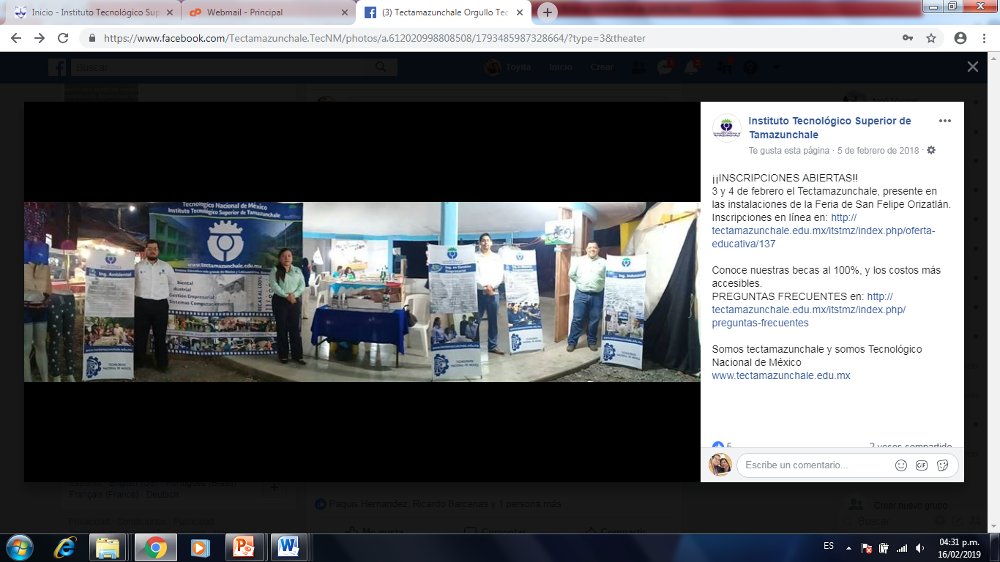 Inicio - Instituto Tecnológico Sup
Webmail - Principal
(3) Tectamazunchale Orgullo Tec
https://www.facebook.com/Tectamazunchale.TecNM/photos/a.612020998808508/1793485987328664/?type=3&theater
Buscar
Toyita
Inicio
Crear
Tecnológico Nacional de México
Instituto Tecnológico Superior de Tamazunchale
www.tectamazunchale.edu.mx
Ing. Ambiental
Industrial
Gestión Empresarial
Sistemas Computacionales
Ing. en Gestión
Empresarial
Ing. Industrial
TECNOLÓGICO
NACIONAL DE MÉXICO
Instituto Tecnológico Superior de
Tamazunchale
Te gusta esta página · 5 de febrero de 2018 ·
¡¡INSCRIPCIONES ABIERTAS!!
3 y 4 de febrero el Tectamazunchale, presente en
las instalaciones de la Feria de San Felipe Orizatlán.
Inscripciones en línea en: http://
tectamazunchale.edu.mx/itstmz/index.php/oferta-
educativa/137
Conoce nuestras becas al 100%, y los costos más
accesibles.
PREGUNTAS FRECUENTES en: http://
tectamazunchale.edu.mx/itstmz/index.php/
preguntas-frecuentes
Somos tectamazunchale y somos Tecnológico
Nacional de México
www.tectamazunchale.edu.mx
5
2 veces compartido
Escribe un comentario...
GIF
Español · English (US) · Português (Brasil) ·
Français (France) · Deutsch
Privacidad · Condiciones · Publicidad
Paquis Hernandez, Ricardo Barcenas y 1 persona más
Me gusta
Comentar
Compartir
Crear nuevo grupo
Buscar
ES
04:31 p.m.
16/02/2019